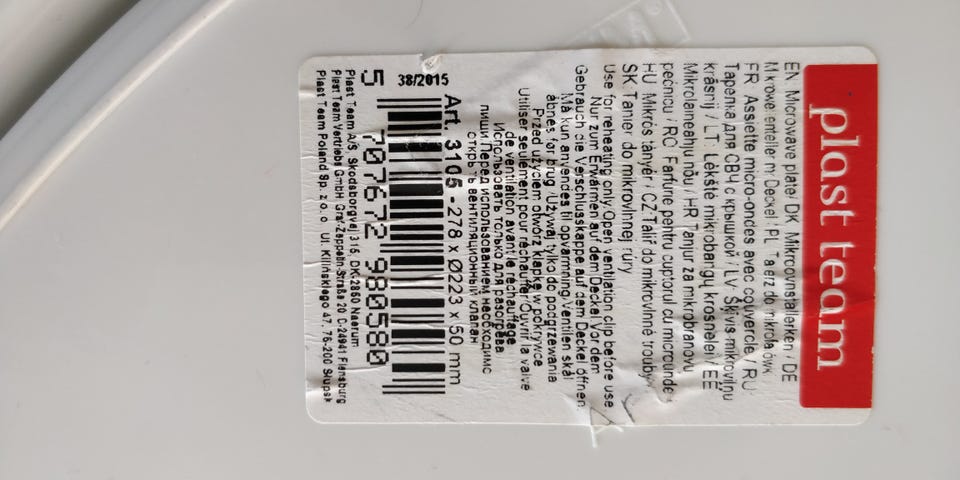 plast team
EN Microwave plate / DK Mikroovnstallerken / DE
Mikrowellenteller m Deckel / PL Talerz do mikrofalówki
FR Assiette micro-ondes avec couvercle / RU
Тарелка для СВЧ с крышкой / LV Šķīvis mikroviļņu
krāsnij / LT Lėkštė mikrobangų krosnelei / EE
Mikrolaineahju nõu / HR Tanjur za mikrobranovu
pećnicu / RO Farfurie pentru cuptorul cu microunde
HU Mikrós tányér / CZ Talíř do mikrovlnné trouby
SK Tanier do mikrovlnnej rúry
Use for reheating only. Open ventilation clip before use
Nur zum Erwärmen auf dem Deckel Vor dem
Gebrauch die Verschlusskappe auf dem Deckel öffnen.
Må kun anvendes til opvarming. Ventilen skal
åbnes før brug / Używaj tylko do podgrzewania
Przed użyciem otwórz klapkę w pokrywce
Utiliser seulement pour réchauffer Ouvrir la valve
de ventilation avant le réchauffage
Использовать только для разогрева
пищи Перед использованием необходимо
открыть вентиляционный клапан
Art. 3105 - 278 x Ø223 x 50 mm
38/2015
5 707672 980580
Plast Team A/S Skodsborgvej 315, DK-2850 Naerum
Plast Team Vertriebs GmbH, Graf-Zeppelin-Straße 20 D-24941 Flensburg
Plast Team Poland Sp. z o.o. Ul. Kilińskiego 47, 76-200 Słupsk